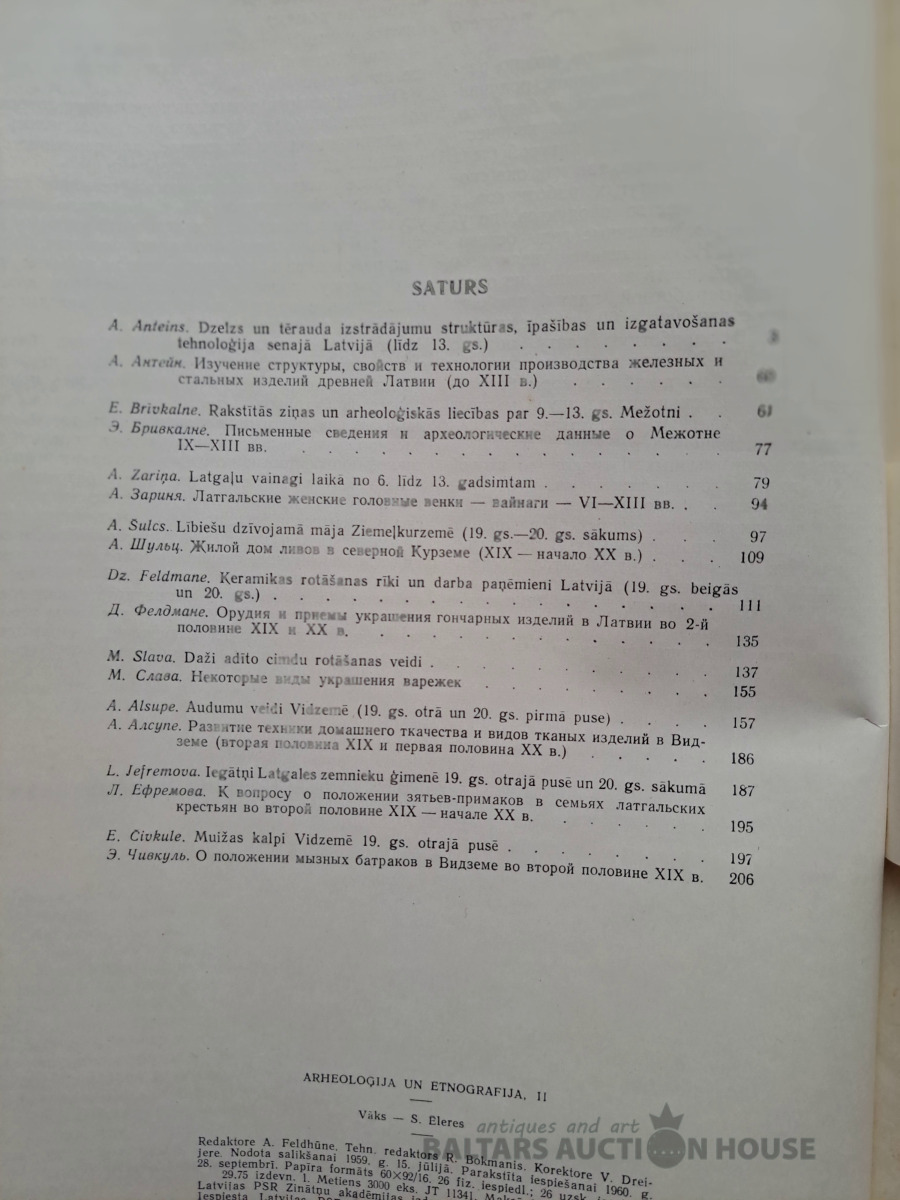 SATURS
A. Anteins. Dzelzs un tērauda izstrādājumu struktūras, īpašības un izgatavošanas
tehnoloģija senajā Latvijā (līdz 13. gs.) . . . . . . . 3
А. Антейн. Изучение структуры, свойств и технологии производства железных и
стальных изделий древней Латвии (до XIII в.) . . . . . . 60
E. Brivkalne. Rakstītās ziņas un arheoloģiskās liecības par 9.—13. gs. Mežotni . . 61
Э. Бривкалне. Письменные сведения и археологические данные о Межотне
IX—XIII вв. . . . . . . . . . . . . . . 77
A. Zariņa. Latgaļu vainagi laikā no 6. līdz 13. gadsimtam . . . . . . 79
А. Зариня. Латгальские женские головные венки — вайнаги — VI—XIII вв. . . 94
A. Šulcs. Lībiešu dzīvojamā māja Ziemeļkurzemē (19. gs.—20. gs. sākums) . . . 97
А. Шульц. Жилой дом ливов в северной Курземе (XIX — начало XX в.) . . . . 109
Dz. Feldmane. Keramikas rotāšanas rīki un darba paņēmieni Latvijā (19. gs. beigās
un 20. gs.) . . . . . . . . . . . . . . . . 111
Д. Фелдмане. Орудия и приемы украшения гончарных изделий в Латвии во 2-й
половине XIX и XX в. . . . . . . . . . . . . 135
M. Slava. Daži adīto cimdu rotāšanas veidi . . . . . . . . . 137
М. Слава. Некоторые виды украшения варежек . . . . . . . . 155
A. Alsupe. Audumu veidi Vidzemē (19. gs. otrā un 20. gs. pirmā puse) . . . . 157
А. Алсупе. Развитие техники домашнего ткачества и видов тканых изделий в Вид-
земе (вторая половина XIX и первая половина XX в.) . . . . . 186
L. Jefremova. Iegātņi Latgales zemnieku ģimenē 19. gs. otrajā pusē un 20. gs. sākumā 187
Л. Ефремова. К вопросу о положении зятьев-примаков в семьях латгальских
крестьян во второй половине XIX — начале XX в. . . . . . . 195
E. Čivkule. Muižas kalpi Vidzemē 19. gs. otrajā pusē . . . . . . . 197
Э. Чивкуль. О положении мызных батраков в Видземе во второй половине XIX в. 206
ARHEOLOĢIJA UN ETNOGRAFIJA, II
Vāks — S. Eleres
Redaktore A. Feldhūne. Tehn. redaktors R. Bokmanis. Korektore V. Drei-
jere. Nodota salikšanai 1959. g. 15. jūlijā. Parakstīta iespiešanai 1960. g.
28. septembrī. Papīra formāts 60×92/16. 26 fiz. iespiedl.; 26 uzsk.
29,75 izdevn. l. Metiens 3000 eks. JT 11341.
Latvijas PSR Zinātņu akadēmijas
Iespiesta Latvijas
antiques and art
BALTARS AUCTION HOUSE